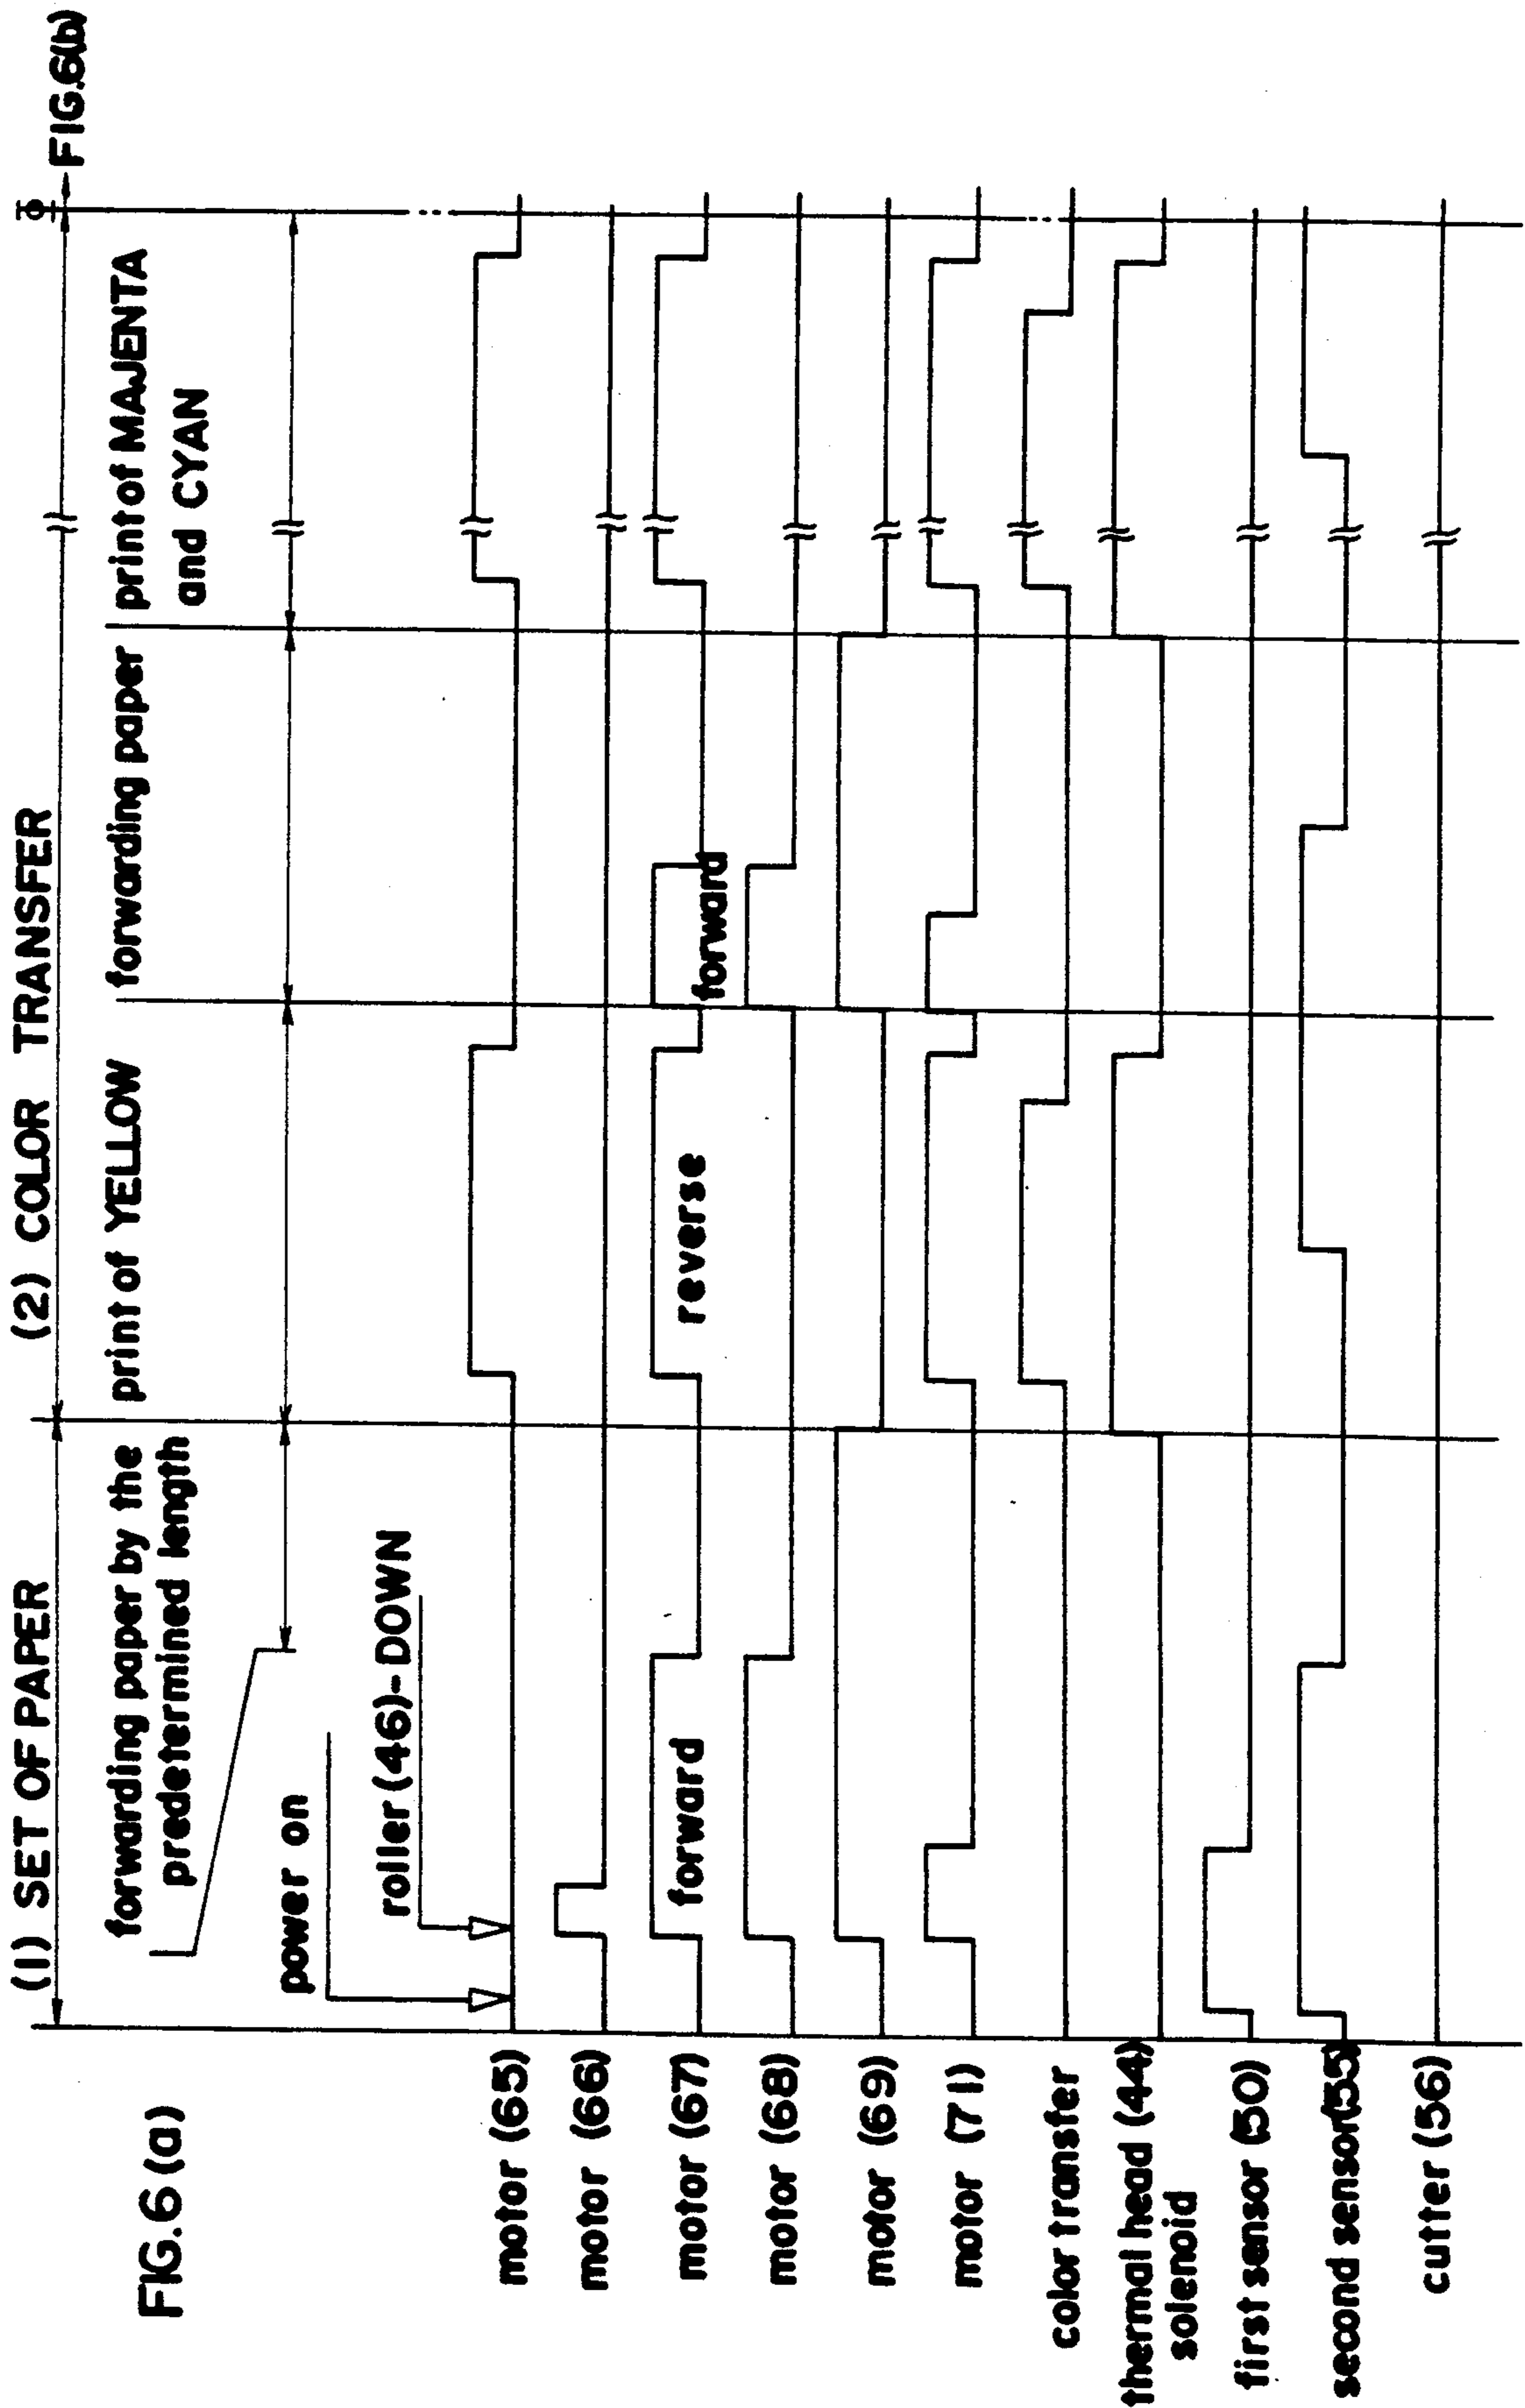 FIG.6 (a)
(1) SET OF PAPER
(2) COLOR TRANSFER
FIG.6(b)
forwarding paper by the
predetermined length
print of YELLOW
forwarding paper
print of MAJENTA
and CYAN
power on
roller (46)-DOWN
motor (65)
motor (66)
motor (67)
forward
reverse
forward
motor (68)
motor (69)
motor (71)
color transfer
thermal head (44)
solenoid
first sensor (50)
second sensor(55)
cutter (56)